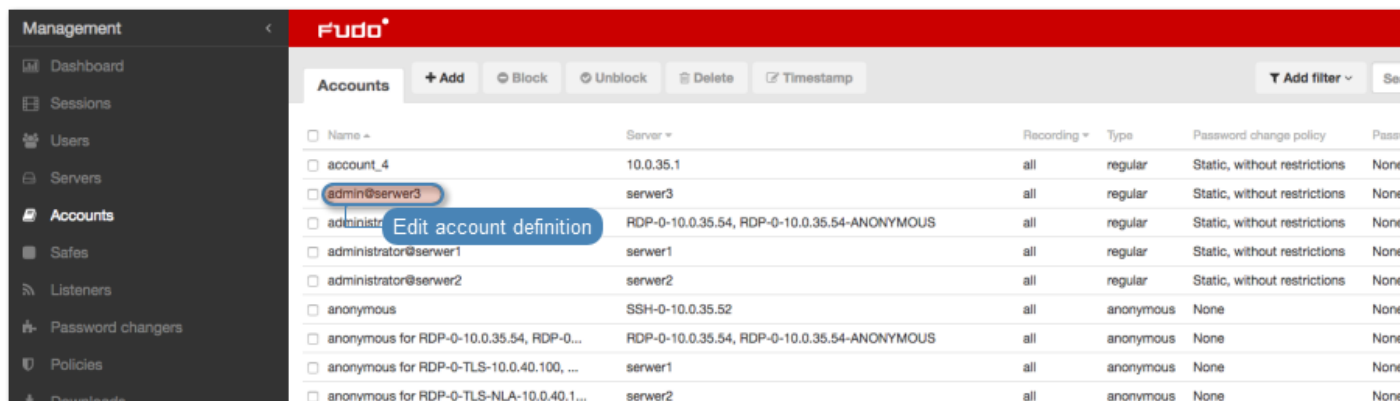 Management
Dashboard
Sessions
Users
Servers
Accounts
Safes
Listeners
Password changers
Policies
Downloads
Fudo
Accounts + Add Block Unblock Delete Timestamp Add filter
Name Server Recording Type Password change policy
account_4 10.0.35.1 all regular Static, without restrictions None
admin@serwer3 serwer3 all regular Static, without restrictions None
RDP-0-10.0.35.54, RDP-0-10.0.35.54-ANONYMOUS all regular Static, without restrictions None
Edit account definition
administrator@serwer1 serwer1 all regular Static, without restrictions None
administrator@serwer2 serwer2 all regular Static, without restrictions None
anonymous SSH-0-10.0.35.52 all anonymous None None
anonymous for RDP-0-10.0.35.54, RDP-0... RDP-0-10.0.35.54, RDP-0-10.0.35.54-ANONYMOUS all anonymous None None
anonymous for RDP-0-TLS-10.0.40.100, ... serwer1 all anonymous None None
anonymous for RDP-0-TLS-NLA-10.0.40.1... serwer2 all anonymous None None